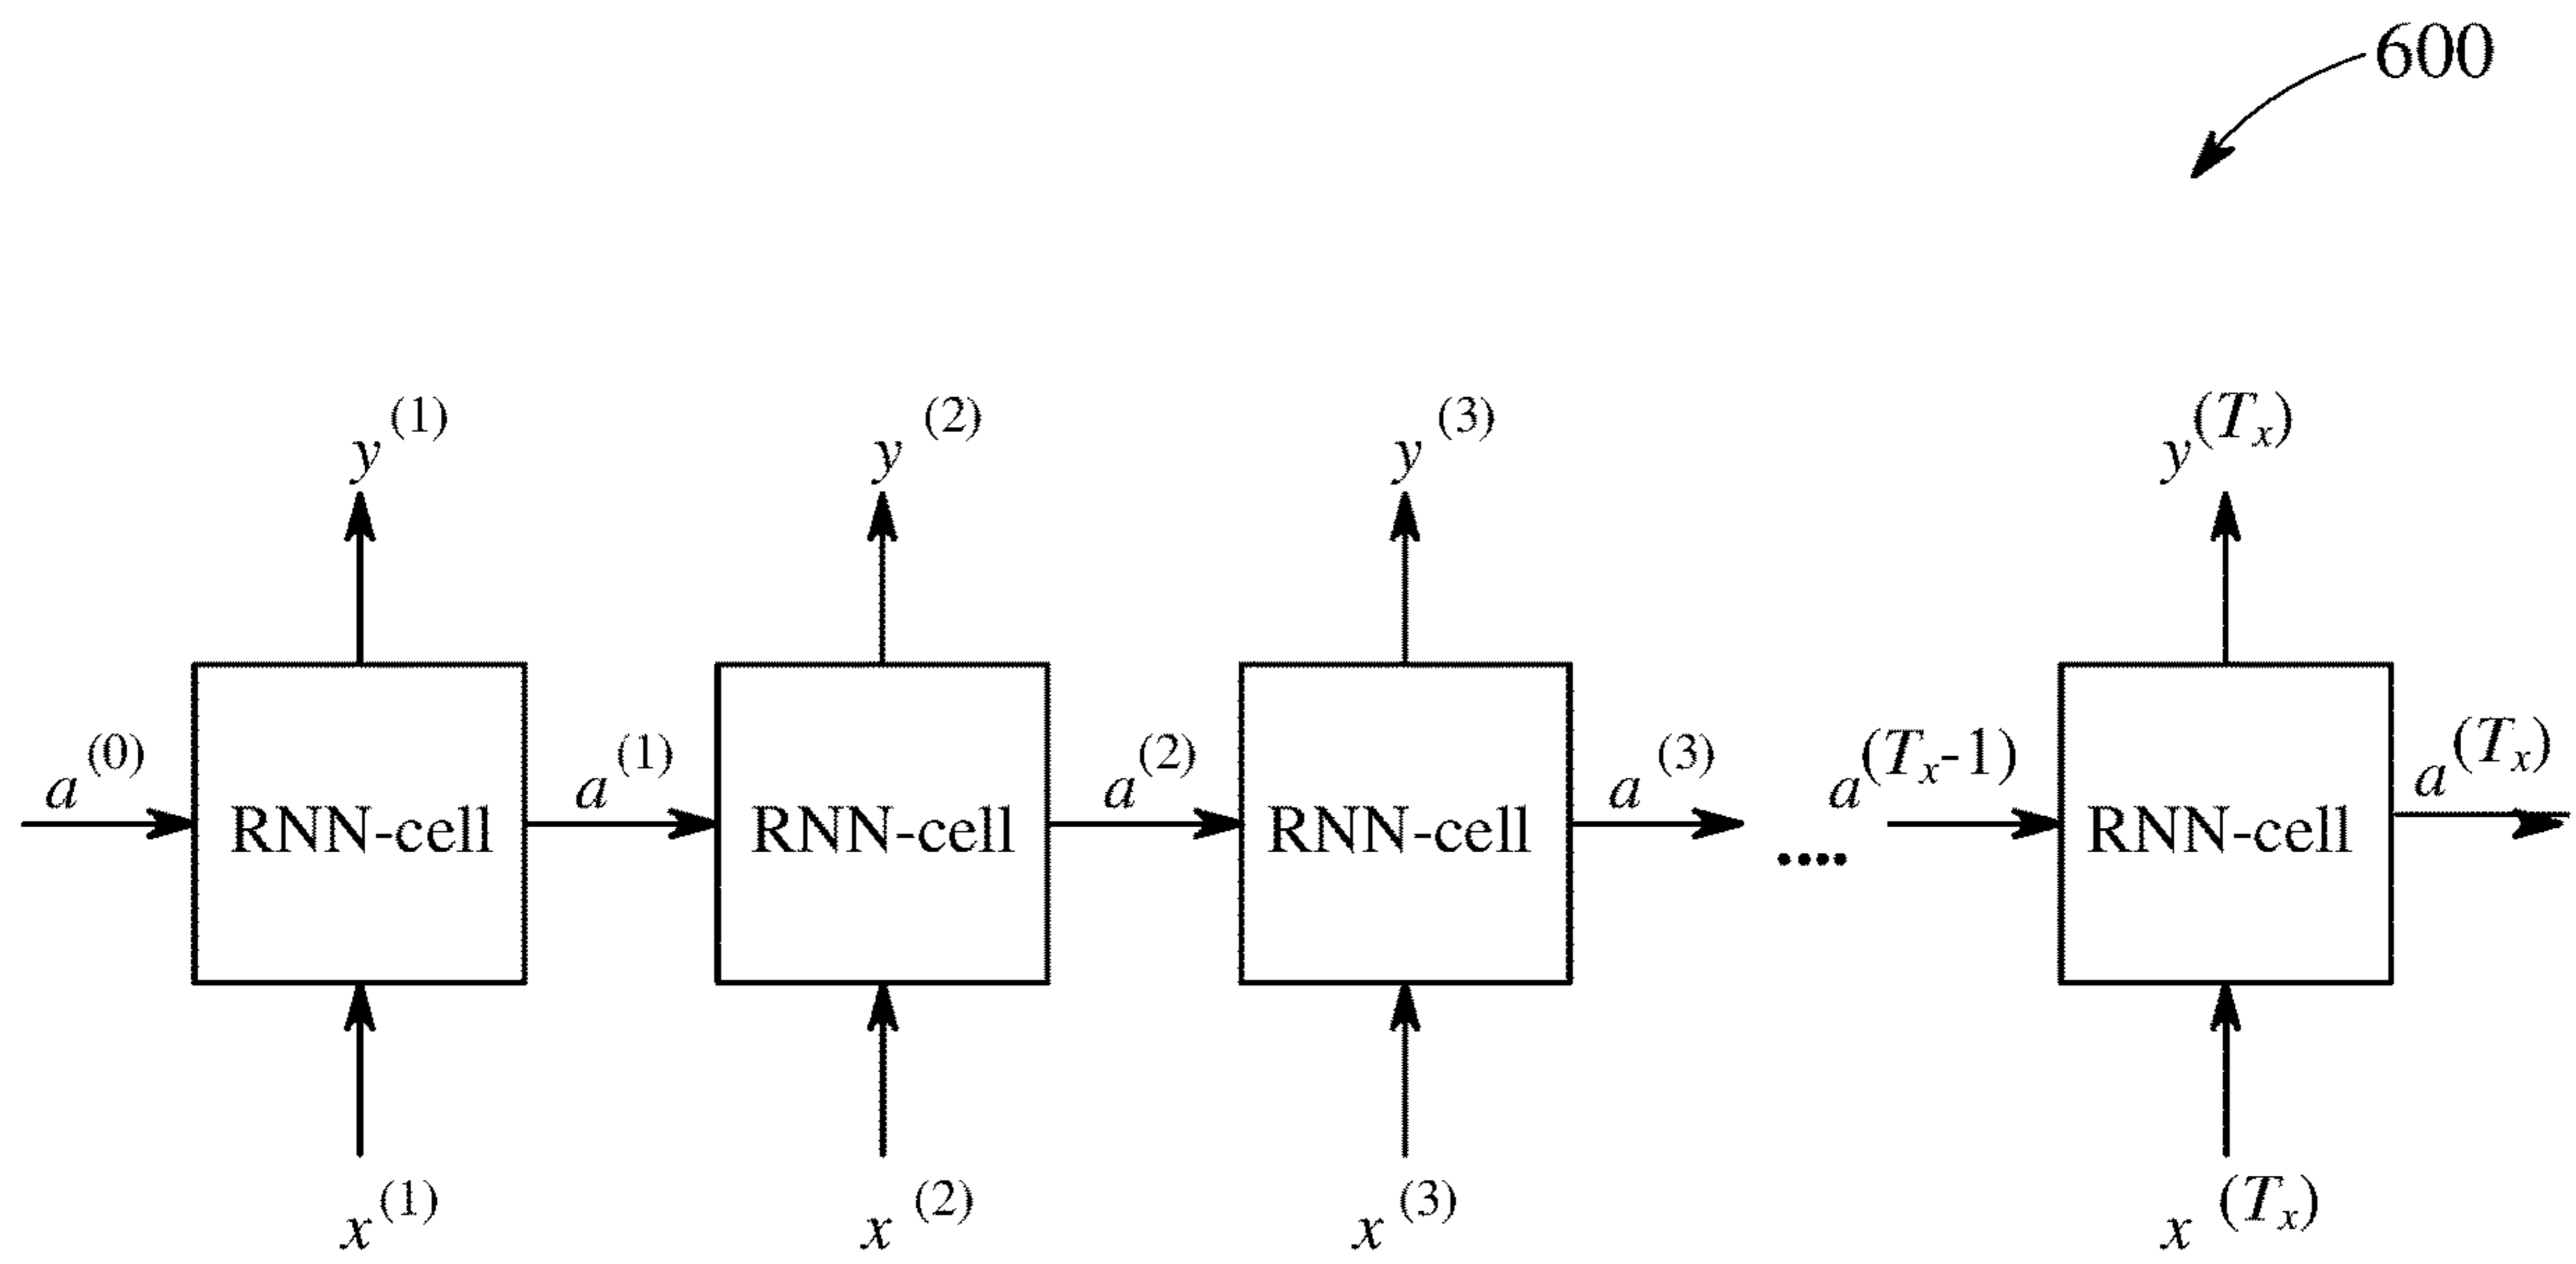 600
y(1) y(2) y(3) y(Tx)
a(0) a(1) a(2) a(3) a(Tx-1) a(Tx)
RNN-cell RNN-cell RNN-cell .... RNN-cell
x(1) x(2) x(3) x(Tx)